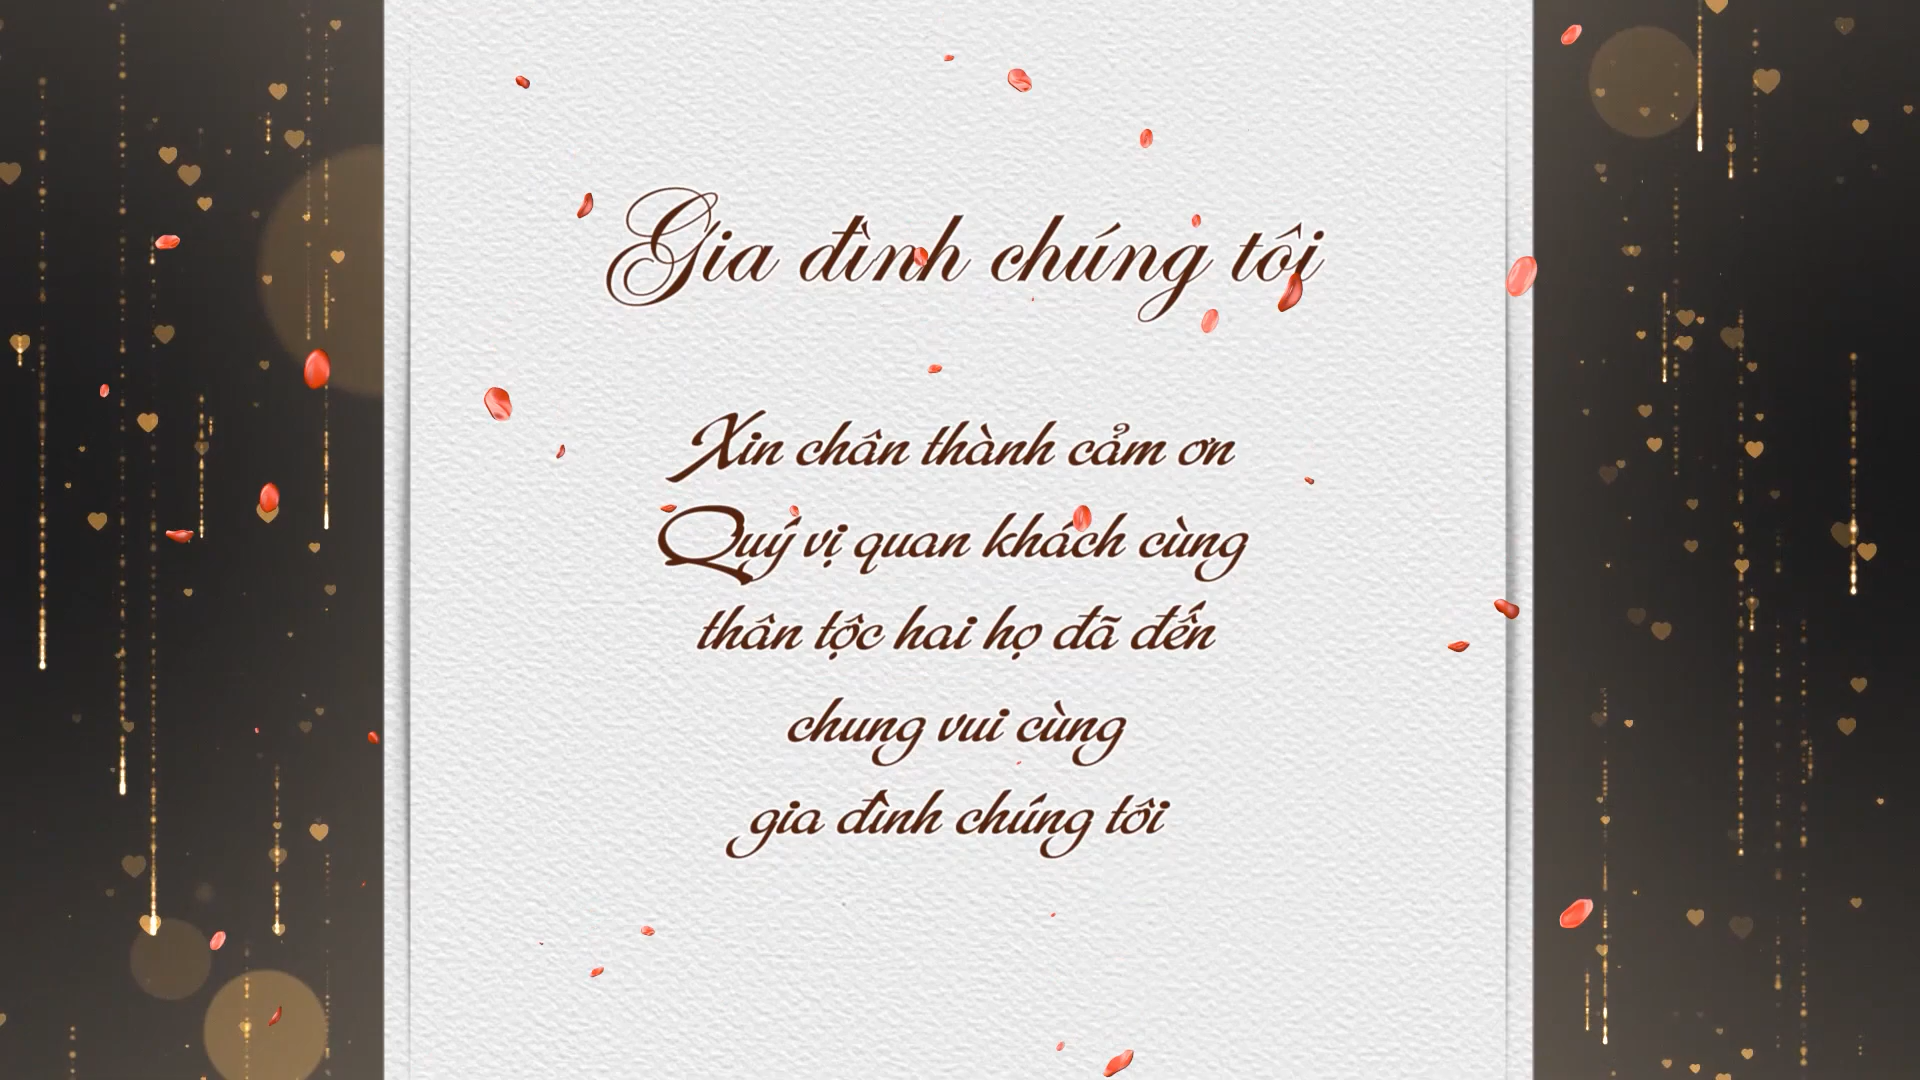 Gia đình chúng tôi
Xin chân thành cảm ơn
Quý vị quan khách cùng
thân tộc hai họ đã đến
chung vui cùng
gia đình chúng tôi